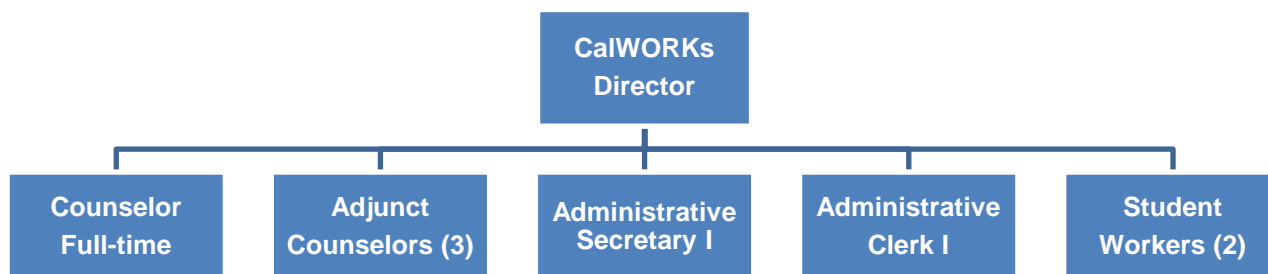 CalWORKs
Director
Counselor
Full-time
Adjunct
Counselors (3)
Administrative
Secretary I
Administrative
Clerk I
Student
Workers (2)